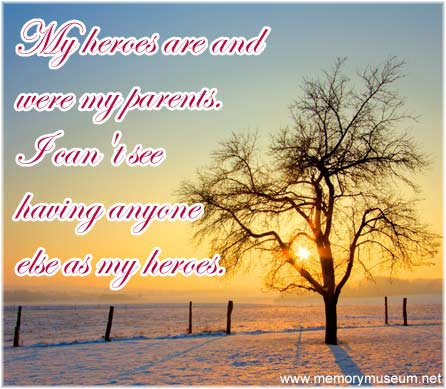 My heroes are and
were my parents.
I can't see
having anyone
else as my heroes.
www.memorymuseum.net